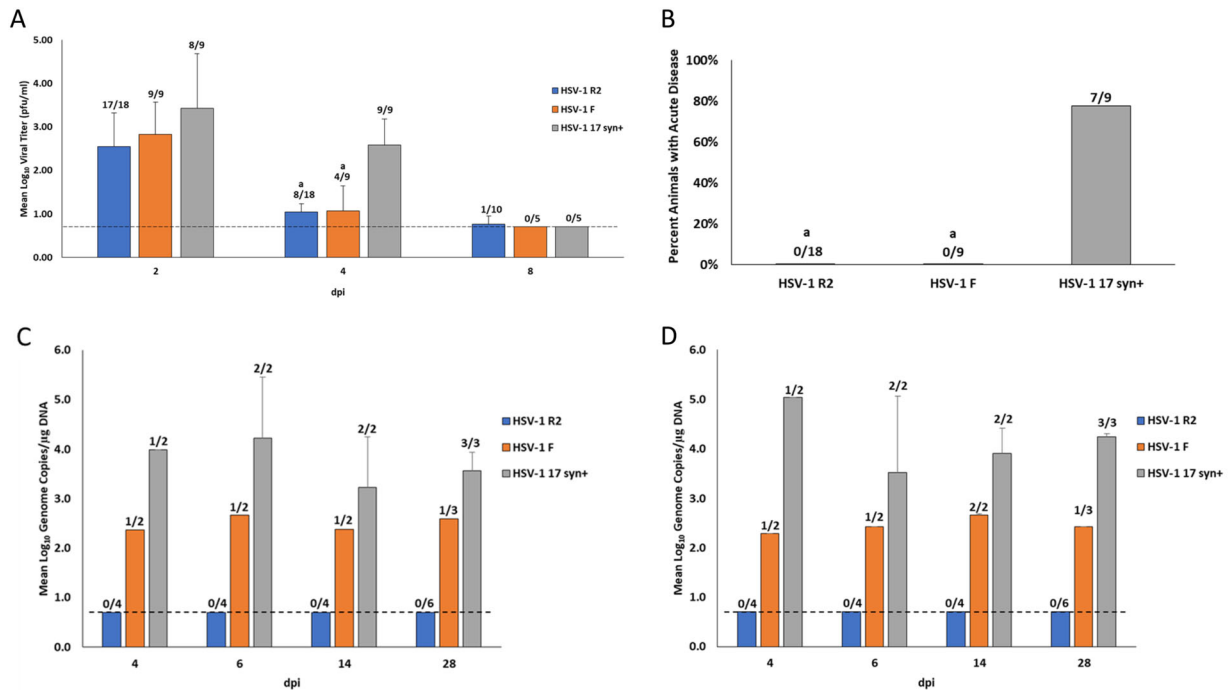 A
Mean Log₁₀ Viral Titer (pfu/ml)
5.00
4.00
3.00
2.00
1.00
0.00
17/18
9/9
8/9
a
8/18
a
4/9
9/9
1/10
0/5
0/5
2
4
8
dpi
HSV-1 R2
HSV-1 F
HSV-1 17 syn+
B
Percent Animals with Acute Disease
100%
80%
60%
40%
20%
0%
a
0/18
a
0/9
7/9
HSV-1 R2
HSV-1 F
HSV-1 17 syn+
C
Mean Log₁₀ Genome Copies/µg DNA
6.0
5.0
4.0
3.0
2.0
1.0
0.0
0/4
1/2
1/2
0/4
1/2
2/2
0/4
1/2
2/2
0/6
1/3
3/3
4
6
14
28
dpi
HSV-1 R2
HSV-1 F
HSV-1 17 syn+
D
Mean Log₁₀ Genome Copies/µg DNA
6.0
5.0
4.0
3.0
2.0
1.0
0.0
0/4
1/2
1/2
0/4
1/2
2/2
0/4
2/2
2/2
0/6
1/3
3/3
4
6
14
28
dpi
HSV-1 R2
HSV-1 F
HSV-1 17 syn+